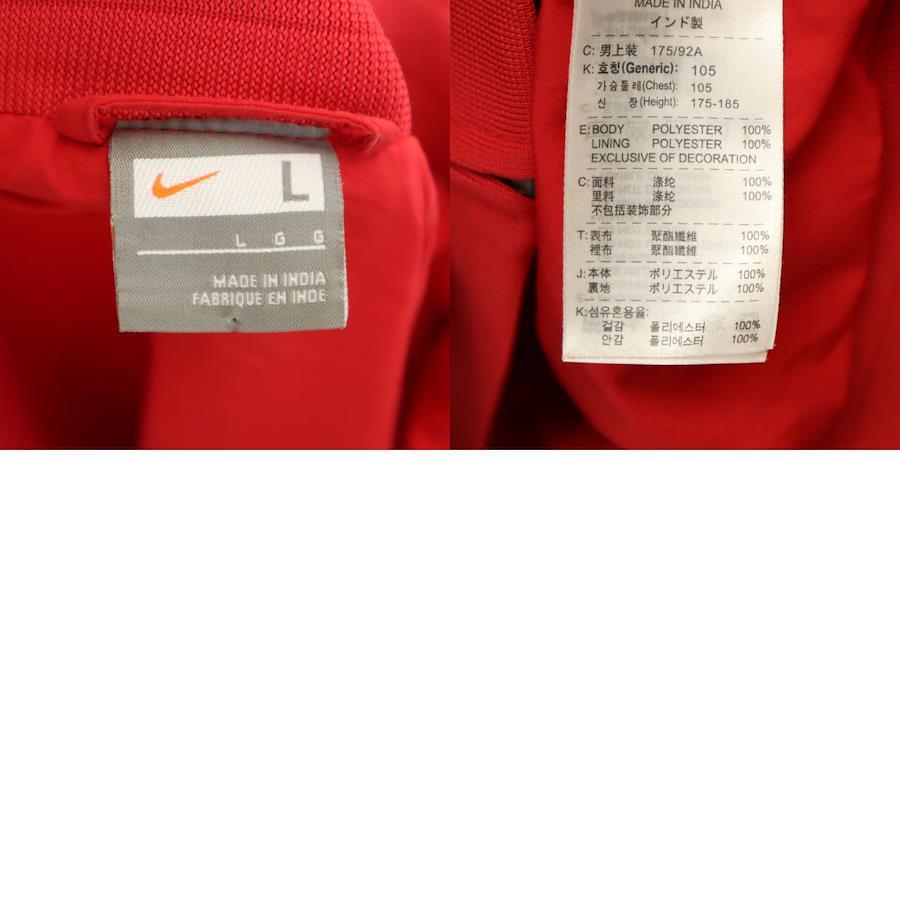 L
L G G
MADE IN INDIA
FABRIQUE EN INDE
MADE IN INDIA
インド製
C: 男上装 175/92A
K: 호칭(Generic): 105
가슴둘레(Chest): 105
신 장(Height): 175-185
E: BODY POLYESTER 100%
LINING POLYESTER 100%
EXCLUSIVE OF DECORATION
C: 面料 涤纶 100%
里料 涤纶 100%
不包括装饰部分
T: 表布 聚酯纖維 100%
裡布 聚酯纖維 100%
J: 本体 ポリエステル 100%
裏地 ポリエステル 100%
K: 섬유혼용율:
겉감 폴리에스터 100%
안감 폴리에스터 100%